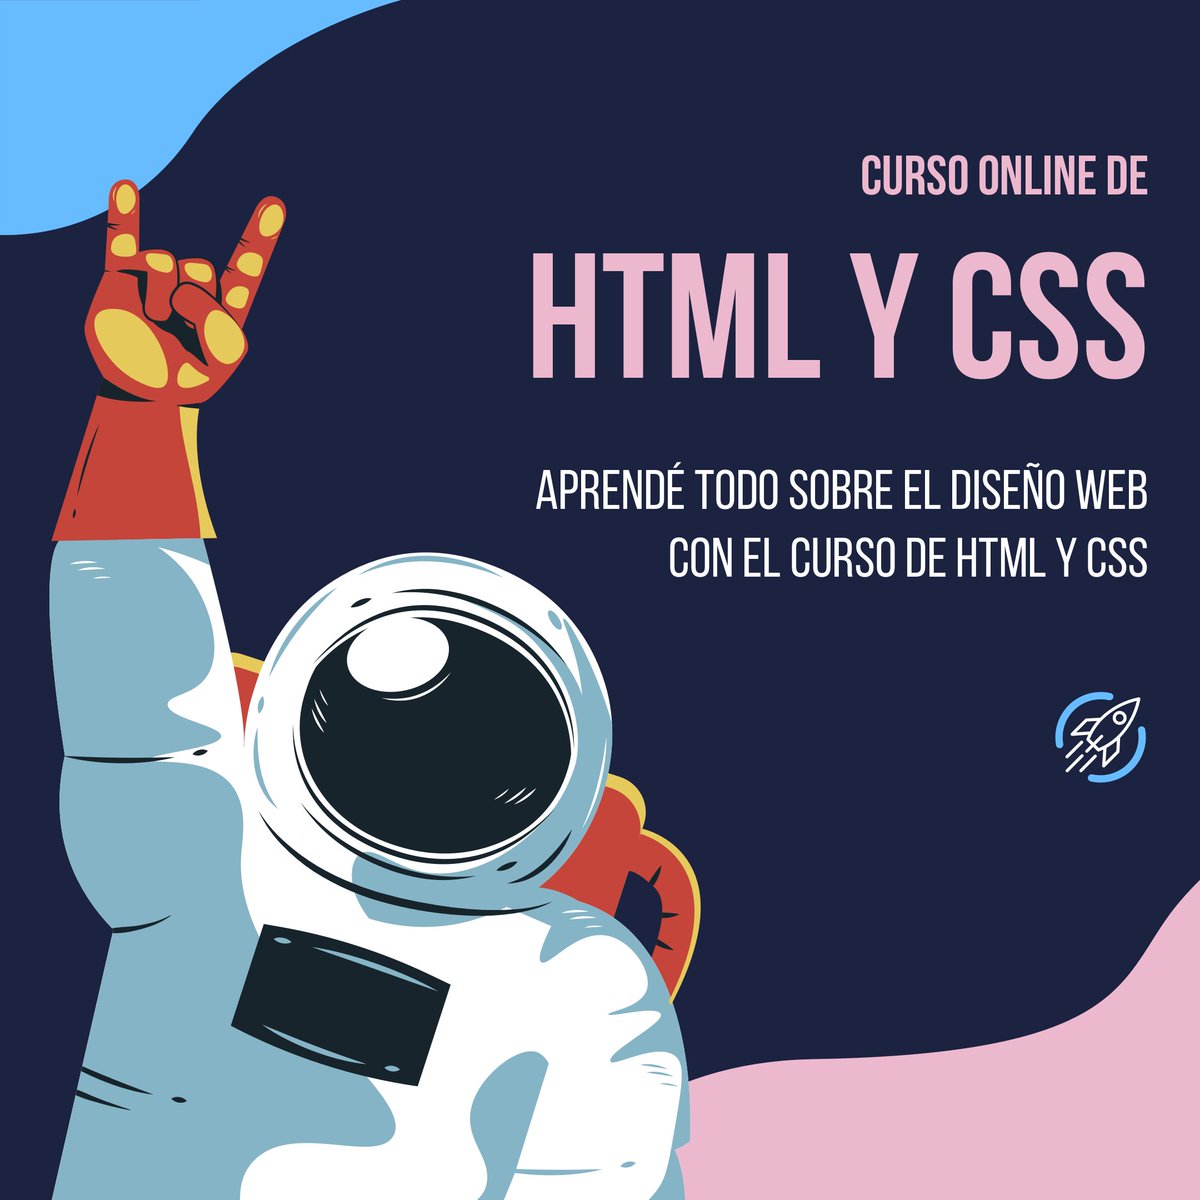 CURSO ONLINE DE
HTML Y CSS
APRENDÉ TODO SOBRE EL DISEÑO WEB
CON EL CURSO DE HTML Y CSS